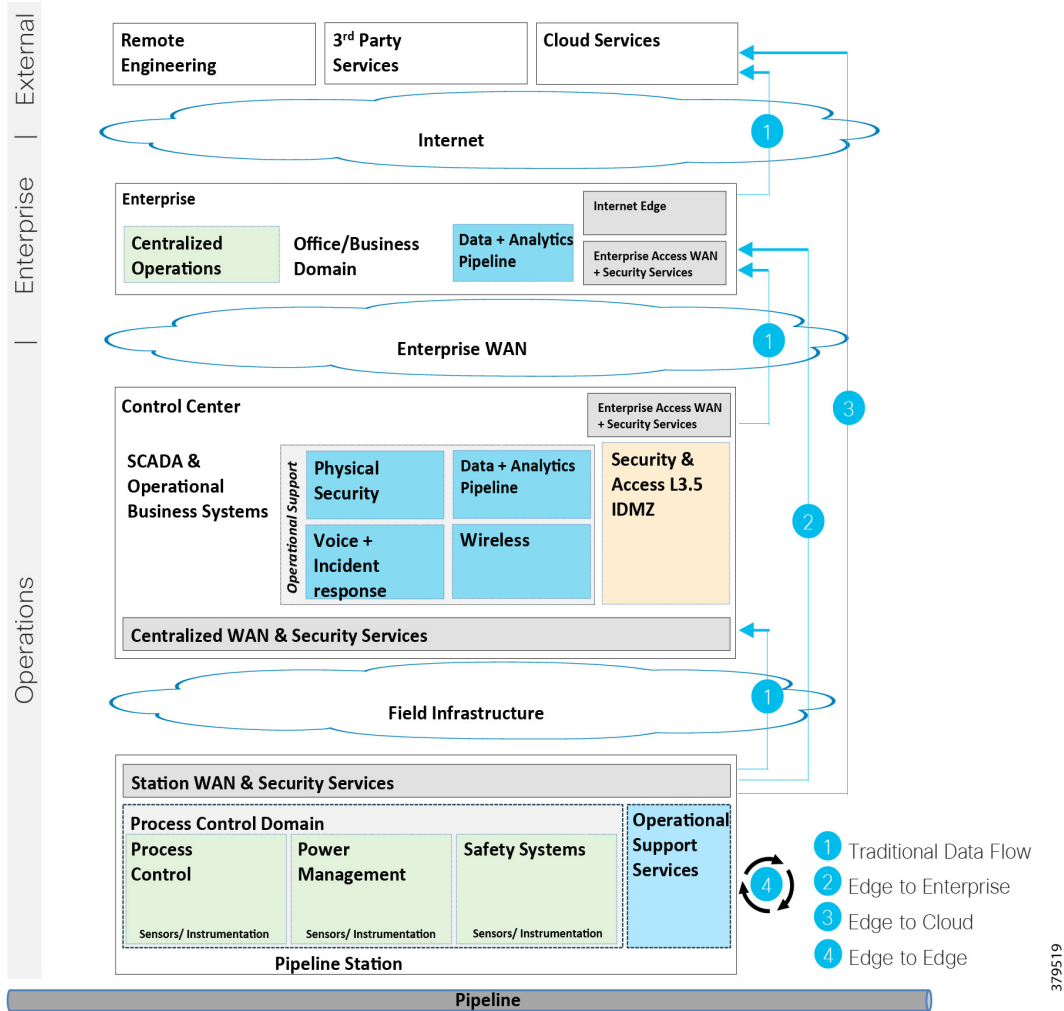 External
Remote
Engineering
3rd Party
Services
Cloud Services
Internet
1
Enterprise
Enterprise
Centralized
Operations
Office/Business
Domain
Data + Analytics
Pipeline
Internet Edge
Enterprise Access WAN
+ Security Services
Enterprise WAN
1
3
Operations
Control Center
Enterprise Access WAN
+ Security Services
SCADA &
Operational
Business Systems
Operational Support
Physical
Security
Data + Analytics
Pipeline
Voice +
Incident
response
Wireless
Security &
Access L3.5
IDMZ
2
Centralized WAN & Security Services
Field Infrastructure
1
Station WAN & Security Services
Process Control Domain
Process
Control
Sensors/ Instrumentation
Power
Management
Sensors/ Instrumentation
Safety Systems
Sensors/ Instrumentation
Operational
Support
Services
Pipeline Station
4
1 Traditional Data Flow
2 Edge to Enterprise
3 Edge to Cloud
4 Edge to Edge
379519
Pipeline